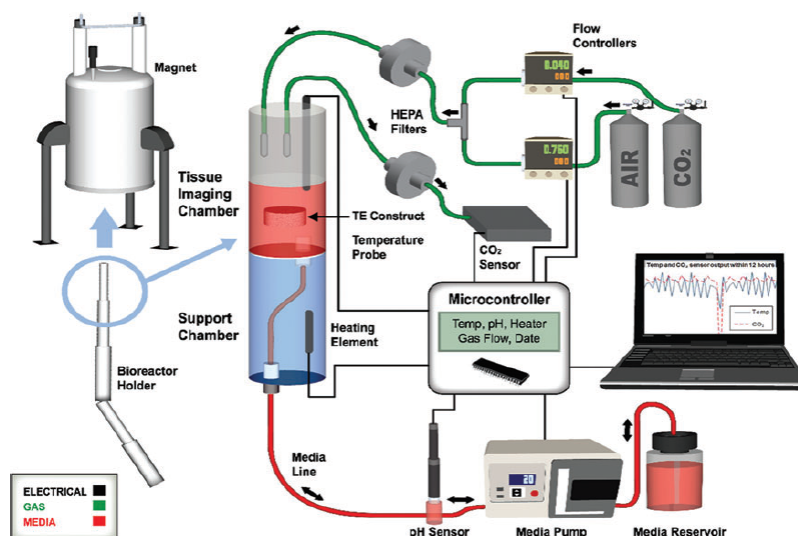 Magnet
Flow
Controllers
0.040
HEPA
Filters
0.760
AIR
CO₂
Tissue
Imaging
Chamber
TE Construct
Temperature
Probe
CO₂
Sensor
Temp and CO₂ sensor output within 12 hours
Temp
CO₂
Microcontroller
Temp, pH, Heater
Gas Flow, Date
Support
Chamber
Heating
Element
Bioreactor
Holder
Media
Line
20
ELECTRICAL
GAS
MEDIA
pH Sensor
Media Pump
Media Reservoir